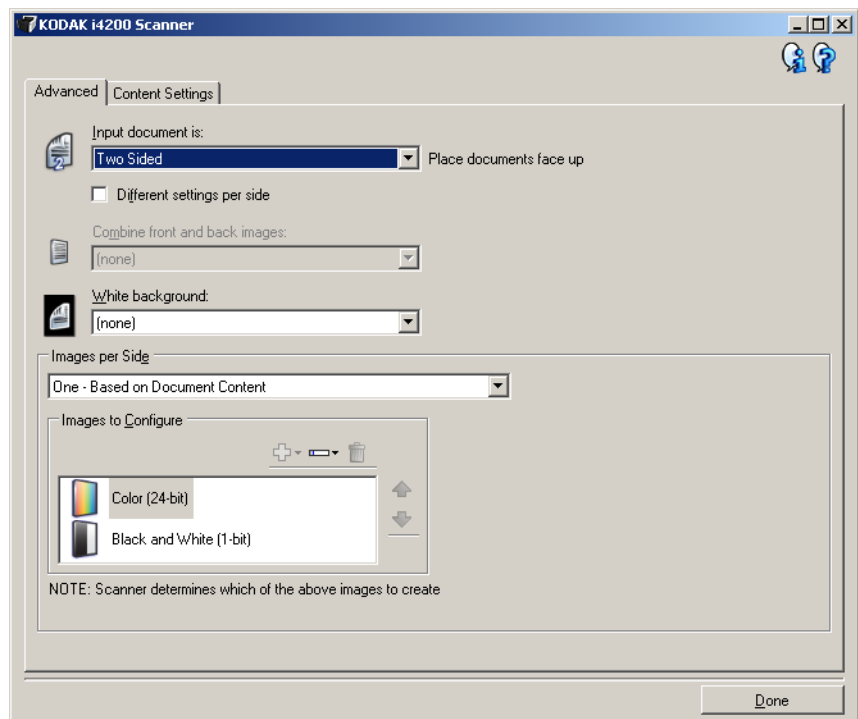 KODAK i4200 Scanner
Advanced
Content Settings
Input document is:
Two Sided
Place documents face up
Different settings per side
Combine front and back images:
(none)
White background:
(none)
Images per Side
One - Based on Document Content
Images to Configure
Color (24-bit)
Black and White (1-bit)
NOTE: Scanner determines which of the above images to create
Done